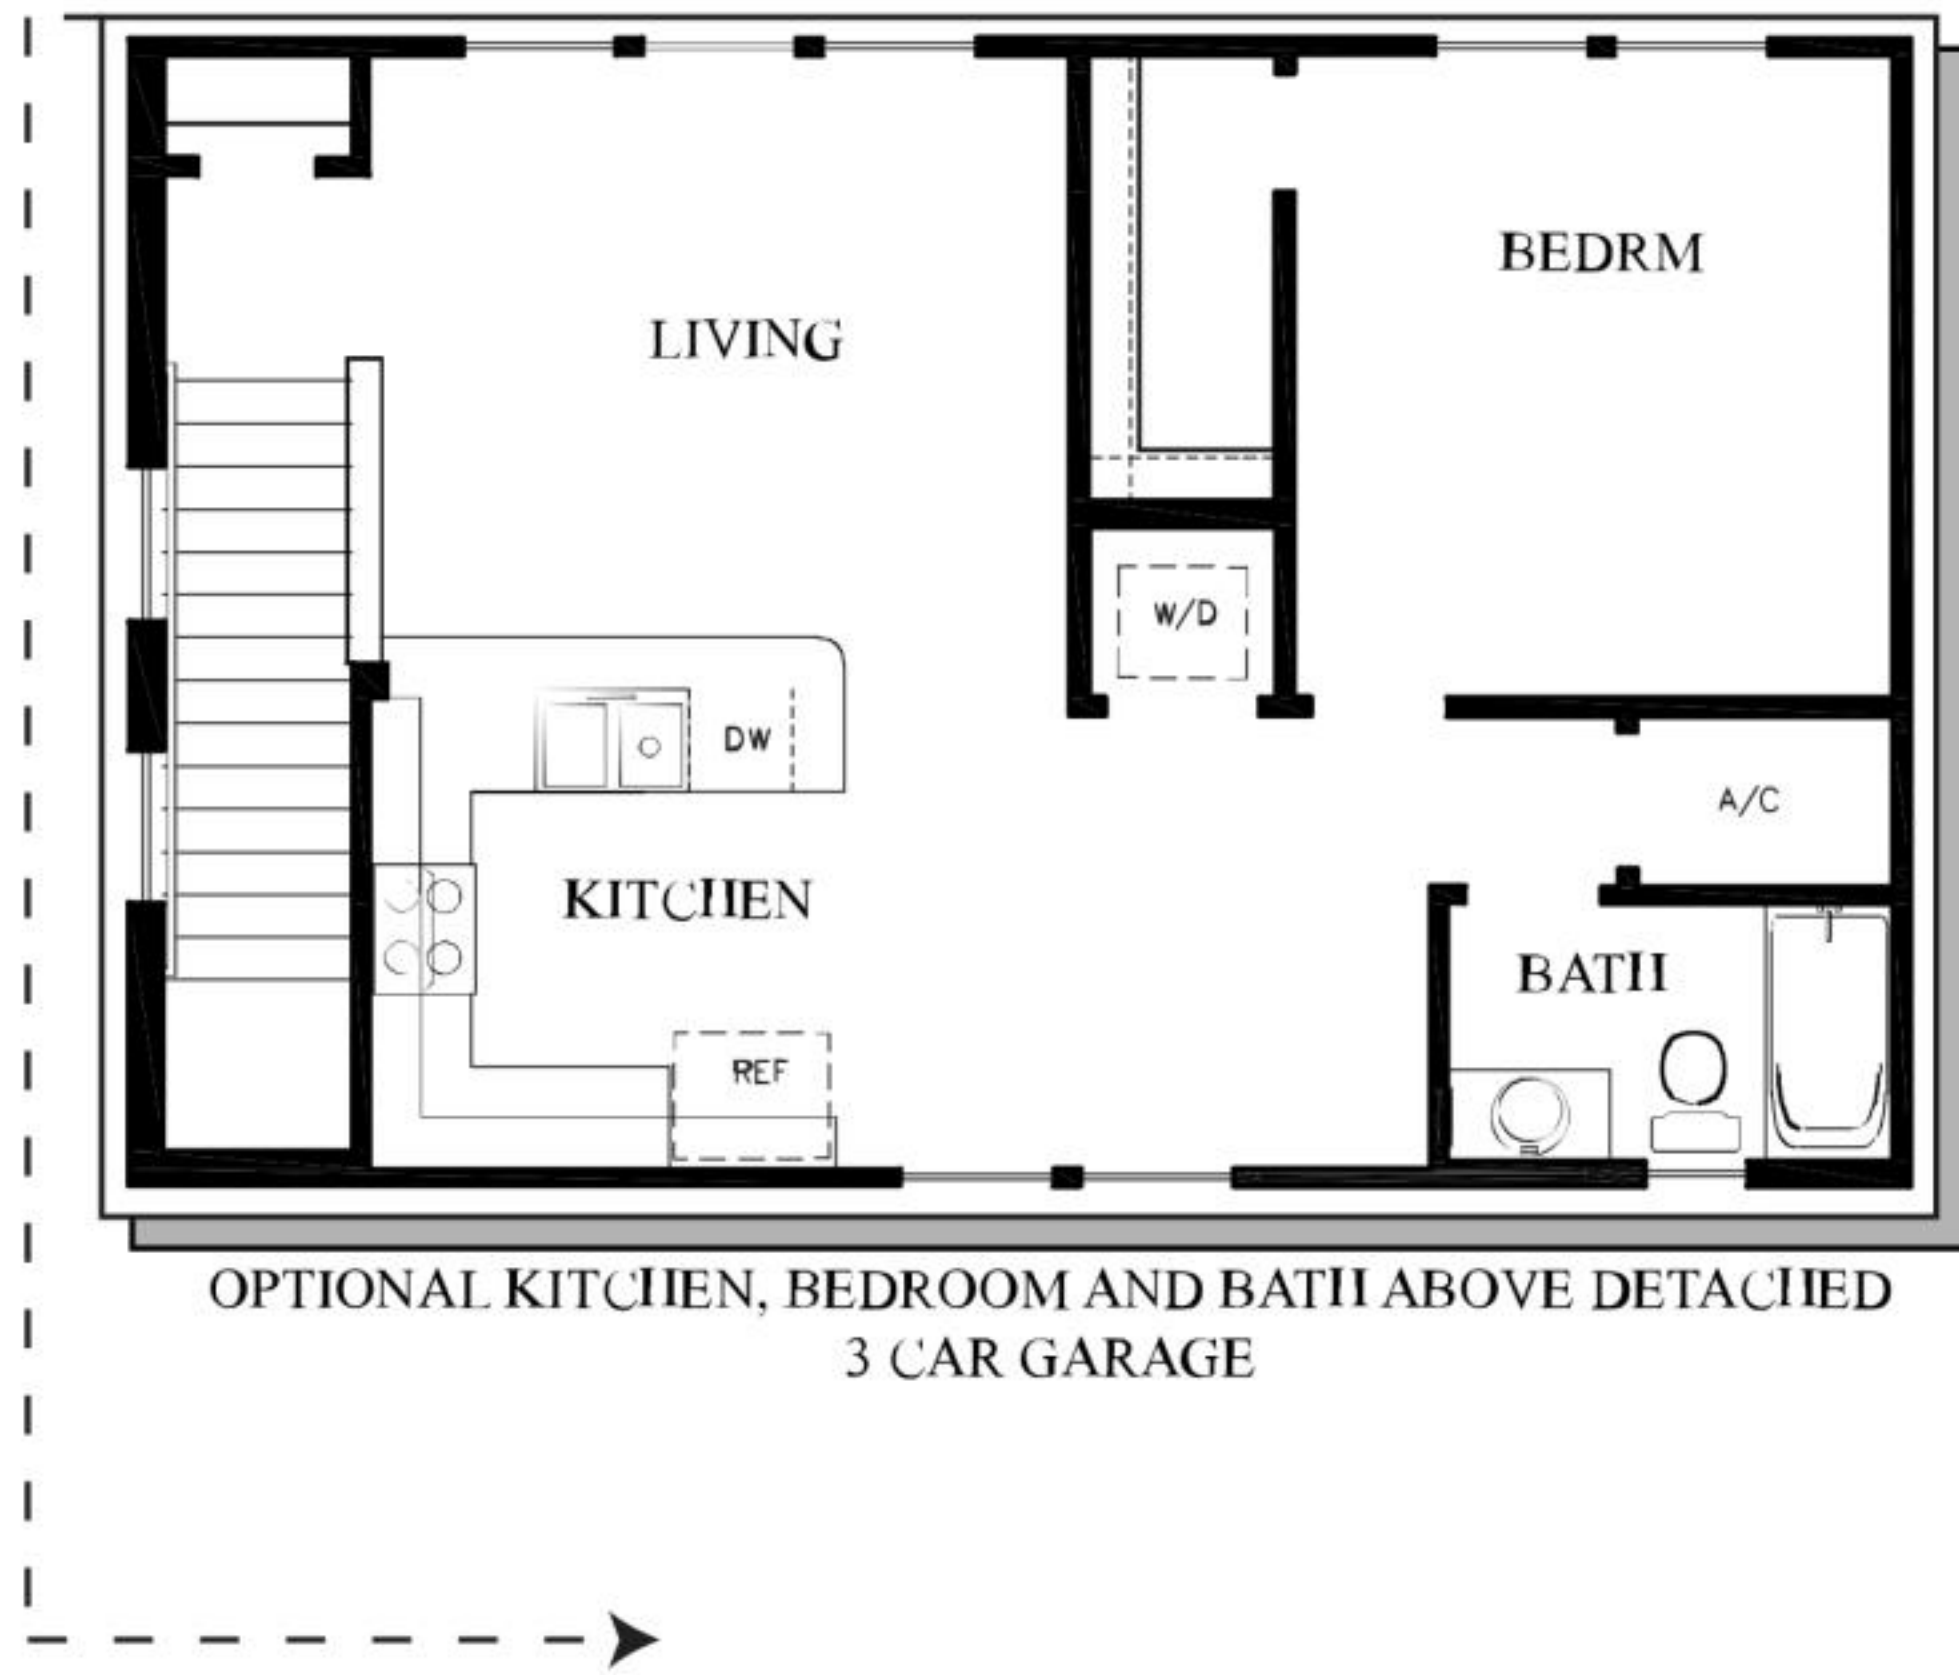 BEDRM
LIVING
W/D
DW
A/C
KITCHEN
BATH
REF
OPTIONAL KITCHEN, BEDROOM AND BATH ABOVE DETACHED
3 CAR GARAGE